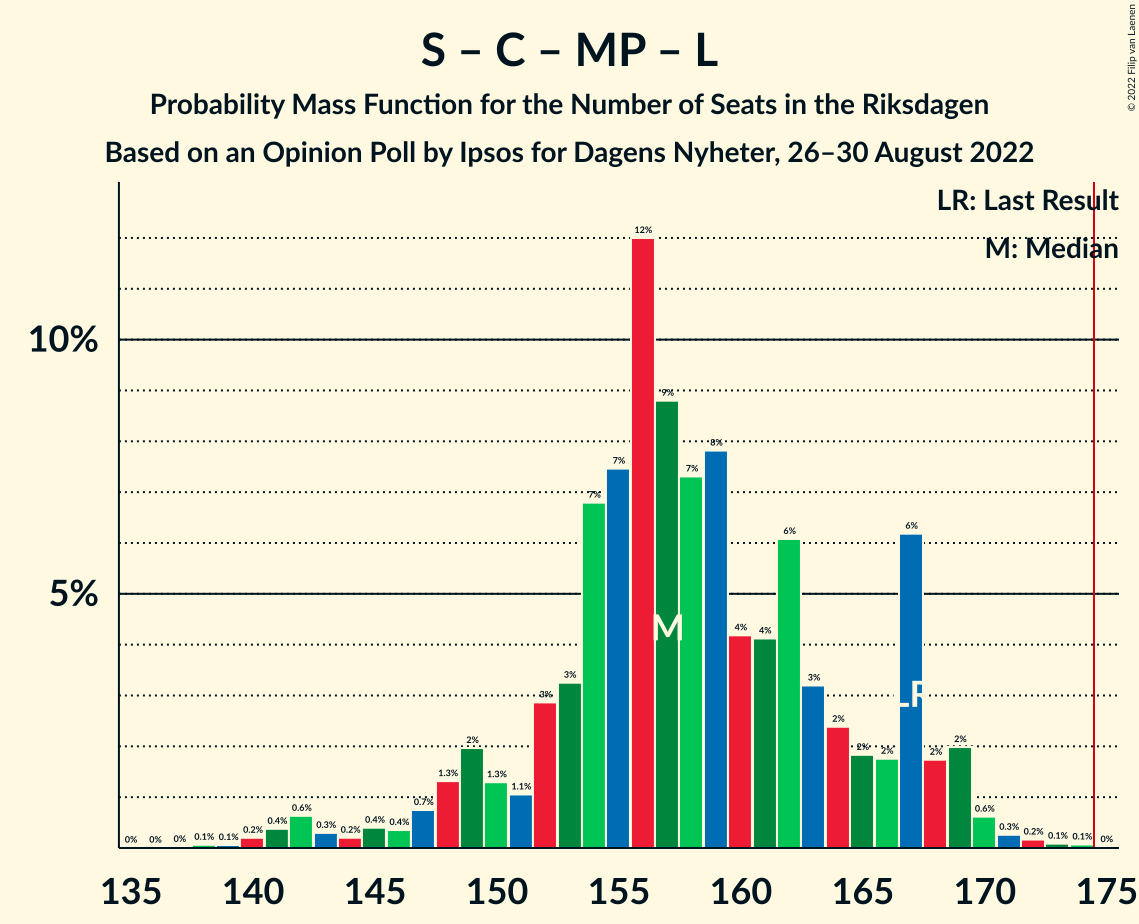 S – C – MP – L
Probability Mass Function for the Number of Seats in the Riksdagen
Based on an Opinion Poll by Ipsos for Dagens Nyheter, 26–30 August 2022
© 2022 Filip van Laenen
LR: Last Result
M: Median
10%
5%
0% 0% 0% 0.1% 0.1% 0.2% 0.4% 0.6% 0.3% 0.2% 0.4% 0.4% 0.7% 1.3% 2% 1.3% 1.1% 3% 3% 7% 7% 12% 9% 7% 8% 4% 4% 6% 3% 2% 2% 2% 6% 2% 2% 0.6% 0.3% 0.2% 0.1% 0.1% 0%
M
LR
135 140 145 150 155 160 165 170 175